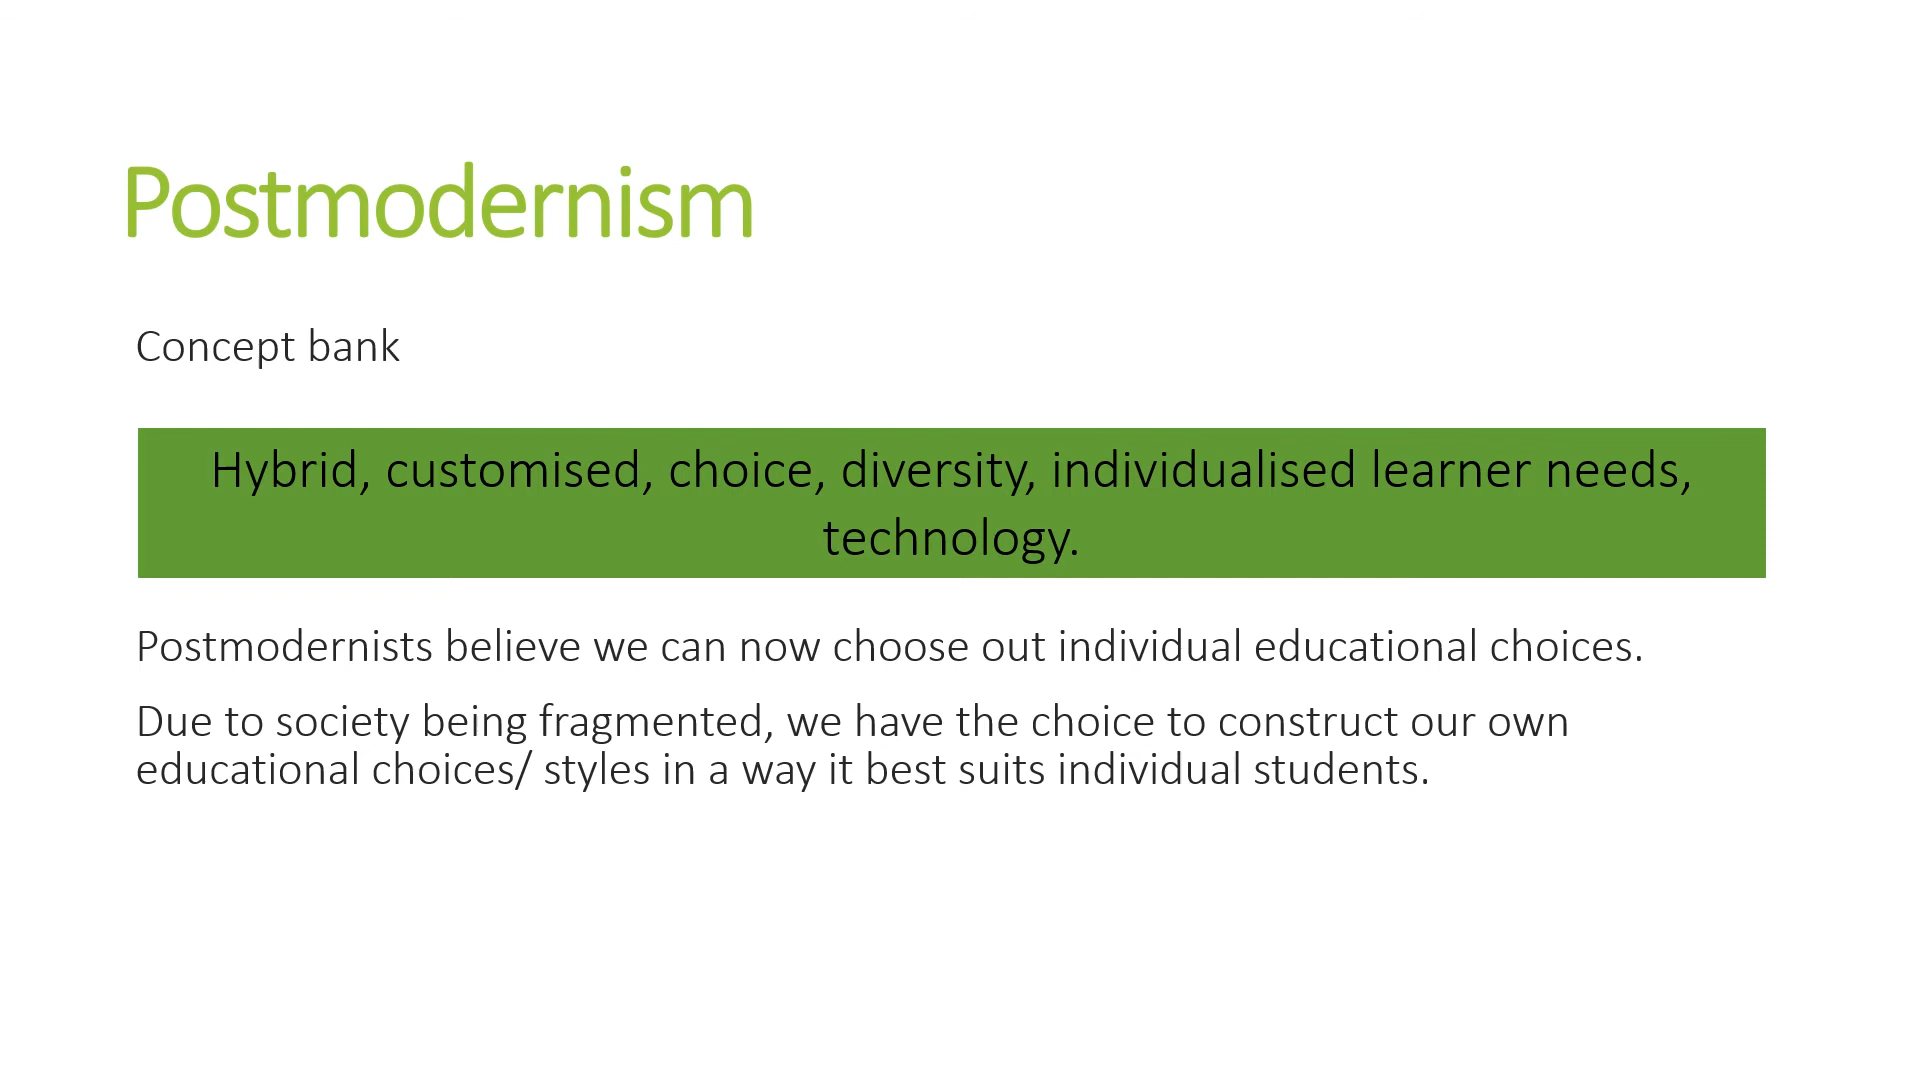 Postmodernism
Concept bank
Hybrid, customised, choice, diversity, individualised learner needs,
technology.
Postmodernists believe we can now choose out individual educational choices.
Due to society being fragmented, we have the choice to construct our own
educational choices/ styles in a way it best suits individual students.